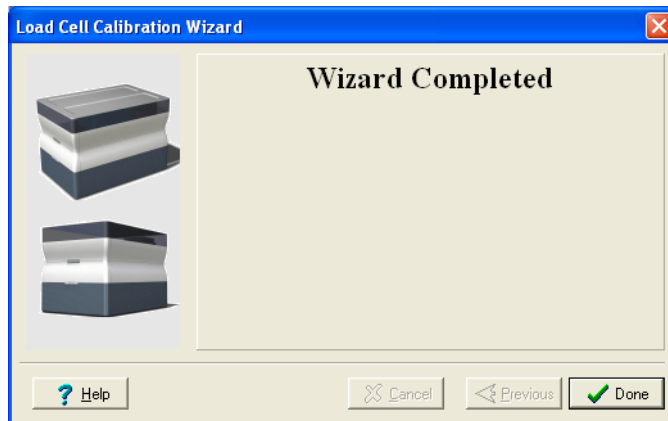 Load Cell Calibration Wizard
Wizard Completed
Help
Cancel
Previous
Done